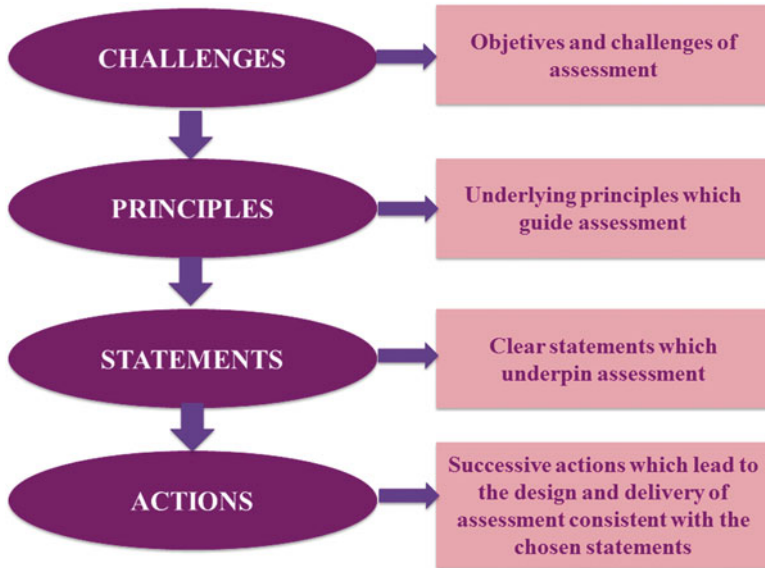 CHALLENGES
Objetives and challenges of
assessment
PRINCIPLES
Underlying principles which
guide assessment
STATEMENTS
Clear statements which
underpin assessment
ACTIONS
Successive actions which lead to
the design and delivery of
assessment consistent with the
chosen statements